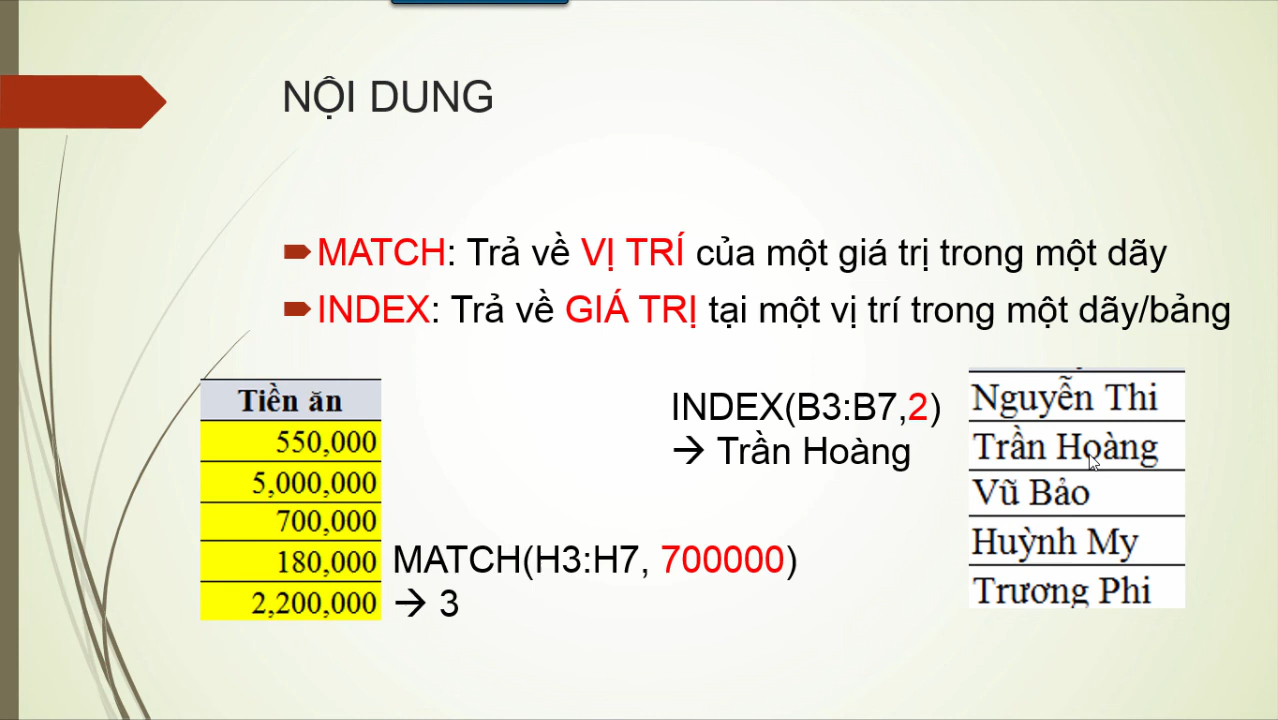 NỘI DUNG
MATCH: Trả về VỊ TRÍ của một giá trị trong một dãy
INDEX: Trả về GIÁ TRỊ tại một vị trí trong một dãy/bảng
Tiền ăn
550,000
5,000,000
700,000
180,000
2,200,000
MATCH(H3:H7, 700000)
→ 3
INDEX(B3:B7,2)
→ Trần Hoàng
Nguyễn Thi
Trần Hoàng
Vũ Bảo
Huỳnh My
Trương Phi